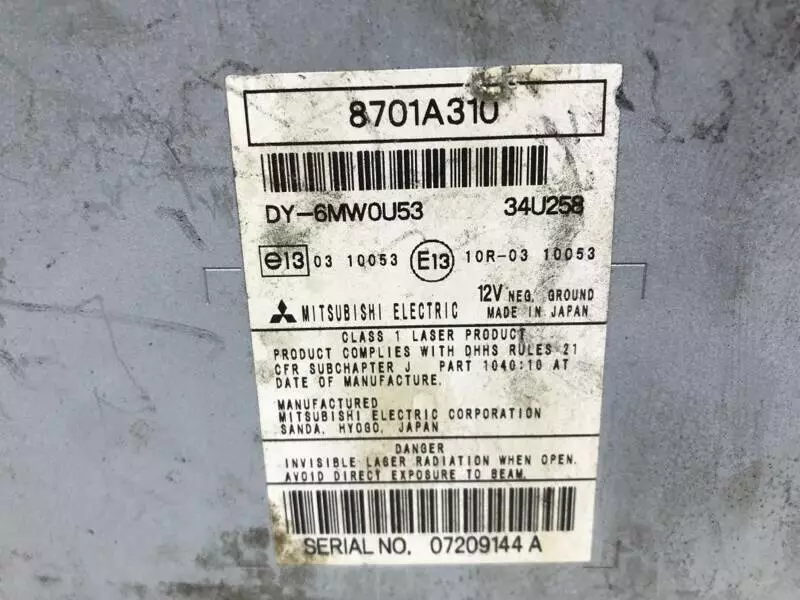 8701A310
DY-6MW0U53 34U258
e13 03 10053 E13 10R-03 10053
MITSUBISHI ELECTRIC 12V NEG. GROUND
MADE IN JAPAN
CLASS 1 LASER PRODUCT
PRODUCT COMPLIES WITH DHHS RULES 21
CFR SUBCHAPTER J PART 1040:10 AT
DATE OF MANUFACTURE.
MANUFACTURED
MITSUBISHI ELECTRIC CORPORATION
SANDA, HYOGO, JAPAN
DANGER
INVISIBLE LASER RADIATION WHEN OPEN.
AVOID DIRECT EXPOSURE TO BEAM.
SERIAL NO. 07209144 A